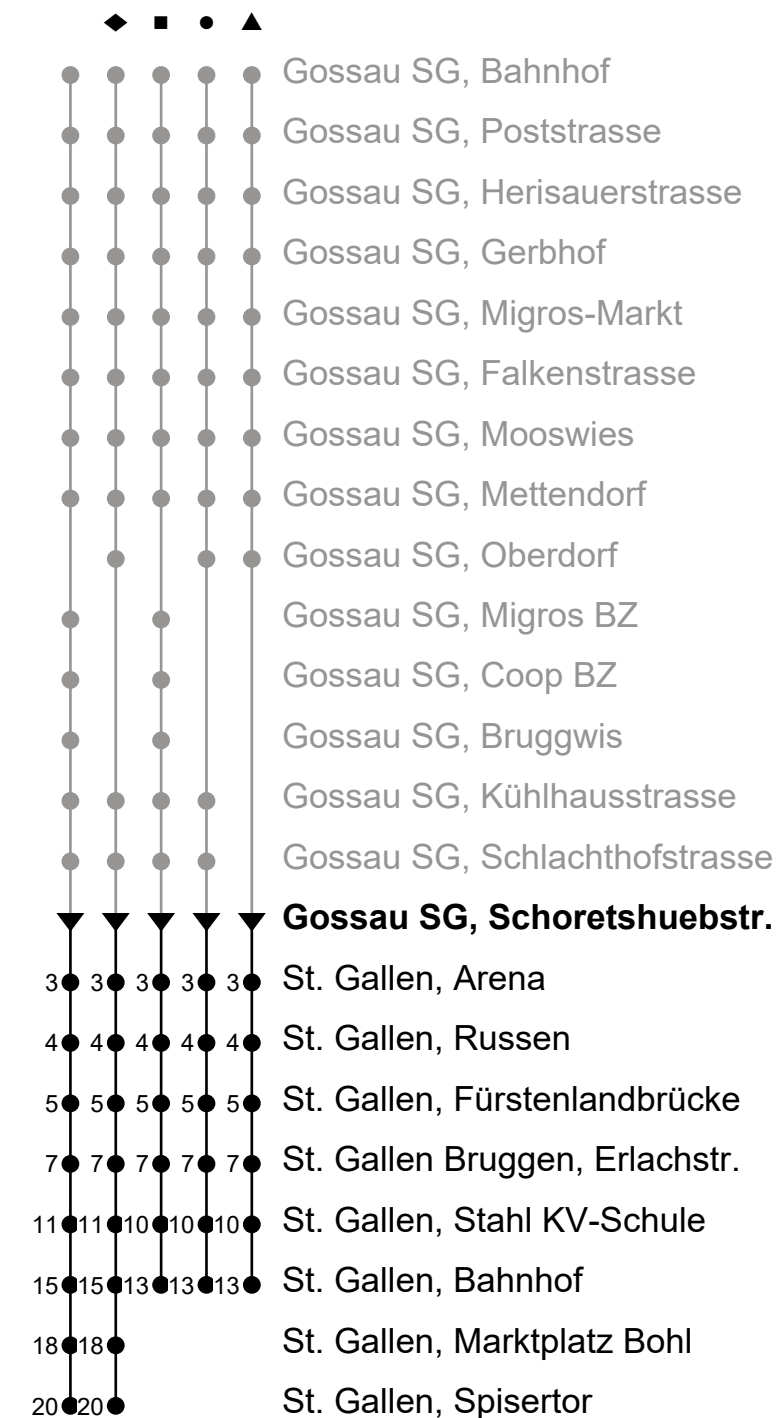 Gossau SG, Bahnhof
Gossau SG, Poststrasse
Gossau SG, Herisauerstrasse
Gossau SG, Gerbhof
Gossau SG, Migros-Markt
Gossau SG, Falkenstrasse
Gossau SG, Mooswies
Gossau SG, Mettendorf
Gossau SG, Oberdorf
Gossau SG, Migros BZ
Gossau SG, Coop BZ
Gossau SG, Bruggwis
Gossau SG, Kühlhausstrasse
Gossau SG, Schlachthofstrasse
Gossau SG, Schoretshuebstr.
3 3 3 3 3 St. Gallen, Arena
4 4 4 4 4 St. Gallen, Russen
5 5 5 5 5 St. Gallen, Fürstenlandbrücke
7 7 7 7 7 St. Gallen Bruggen, Erlachstr.
11 11 10 10 10 St. Gallen, Stahl KV-Schule
15 15 13 13 13 St. Gallen, Bahnhof
18 18 St. Gallen, Marktplatz Bohl
20 20 St. Gallen, Spisertor